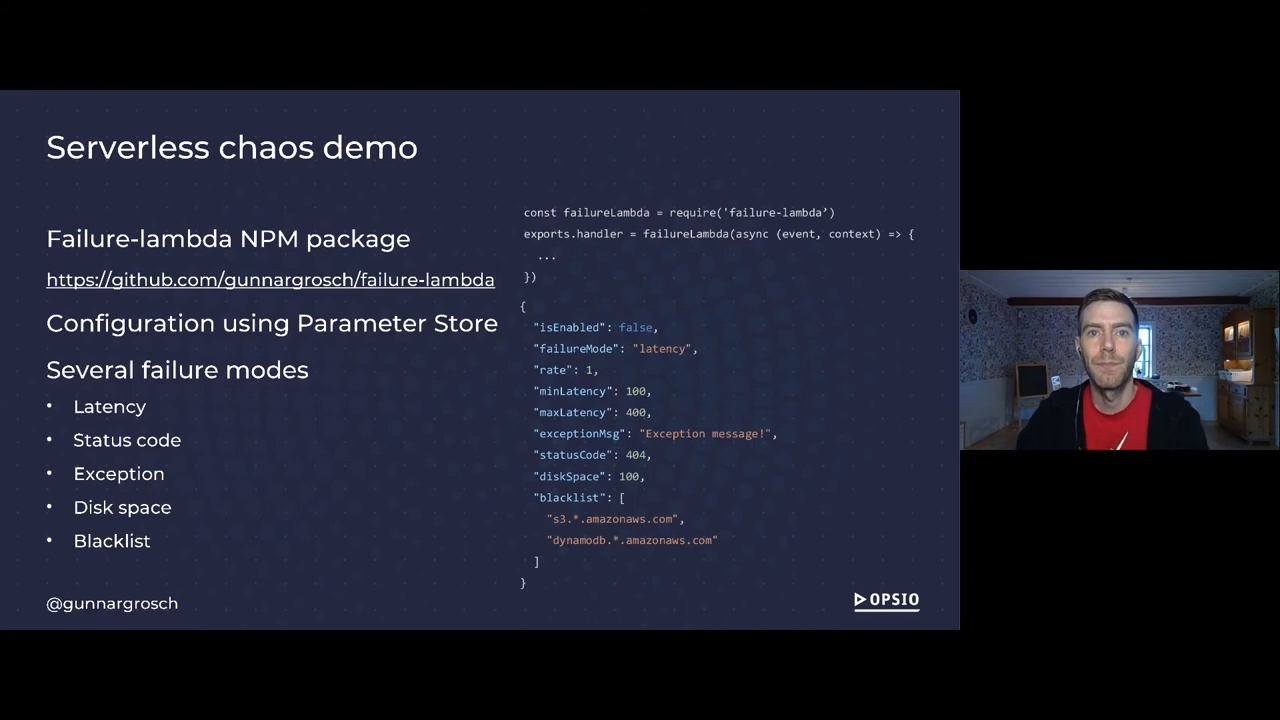 Serverless chaos demo
Failure-lambda NPM package
https://github.com/gunnargrosch/failure-lambda
Configuration using Parameter Store
Several failure modes
• Latency
• Status code
• Exception
• Disk space
• Blacklist
@gunnargrosch
const failureLambda = require('failure-lambda’)
exports.handler = failureLambda(async (event, context) => {
...
})
{
"isEnabled": false,
"failureMode": "latency",
"rate": 1,
"minLatency": 100,
"maxLatency": 400,
"exceptionMsg": "Exception message!",
"statusCode": 404,
"diskSpace": 100,
"blacklist": [
"s3.*.amazonaws.com",
"dynamodb.*.amazonaws.com"
]
}
OPSIO